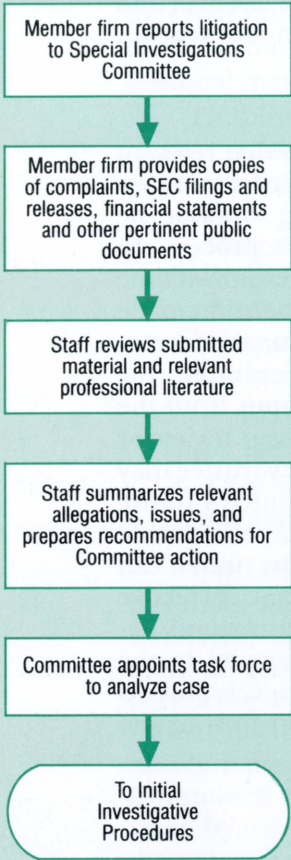 Member firm reports litigation
to Special Investigations
Committee
Member firm provides copies
of complaints, SEC filings and
releases, financial statements
and other pertinent public
documents
Staff reviews submitted
material and relevant
professional literature
Staff summarizes relevant
allegations, issues, and
prepares recommendations for
Committee action
Committee appoints task force
to analyze case
To Initial
Investigative
Procedures